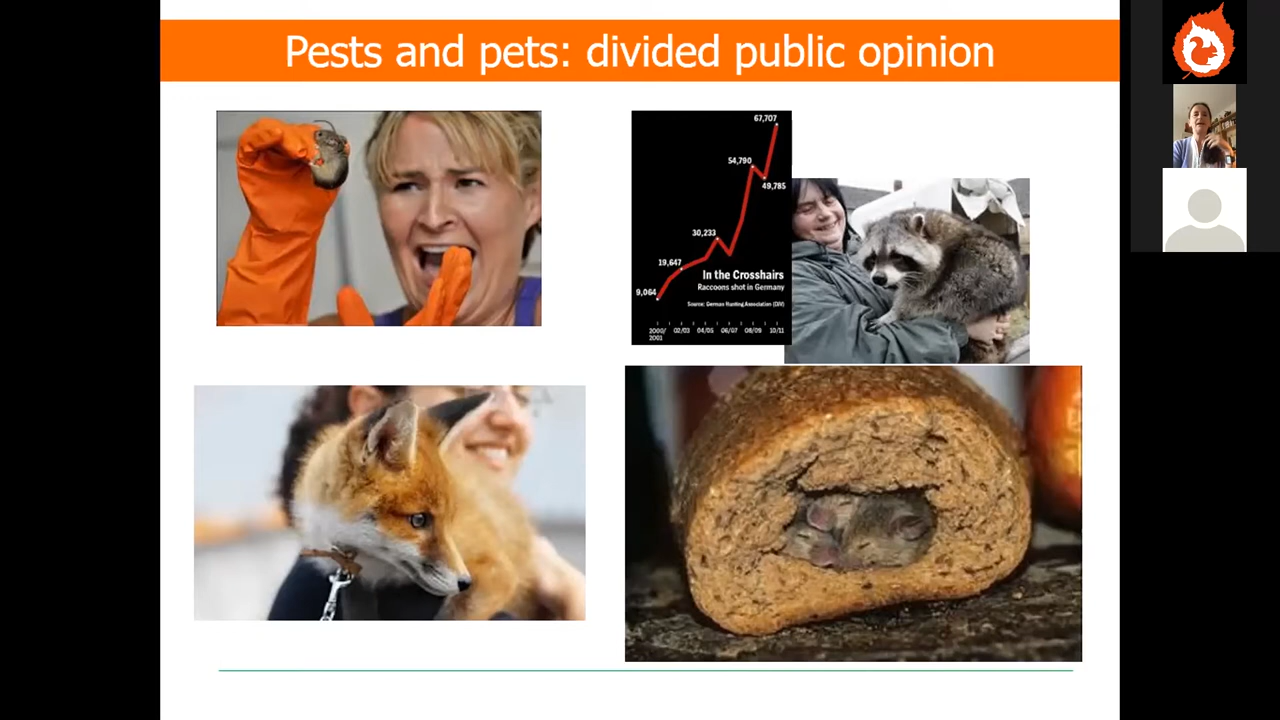 Pests and pets: divided public opinion
67,707
54,790
49,785
30,233
19,647
9,064
In the Crosshairs
Raccoons shot in Germany
Source: German Hunting Association (DJV)
2000/ 02/03 04/05 06/07 08/09 10/11
2001